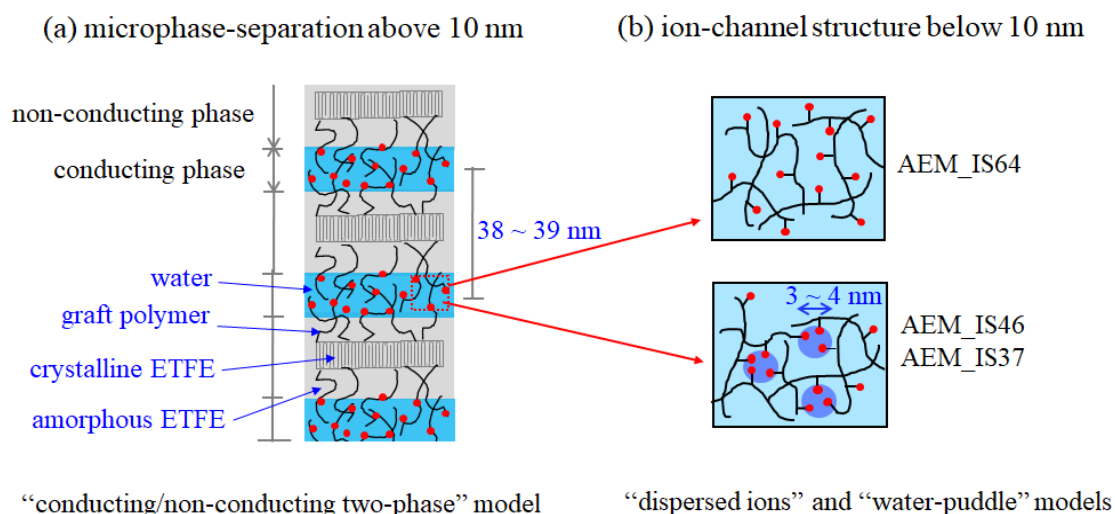 (a) microphase-separation above 10 nm
(b) ion-channel structure below 10 nm
non-conducting phase
conducting phase
38 ~ 39 nm
water
graft polymer
crystalline ETFE
amorphous ETFE
AEM_IS64
3 ~ 4 nm
AEM_IS46
AEM_IS37
“conducting/non-conducting two-phase” model
“dispersed ions” and “water-puddle” models